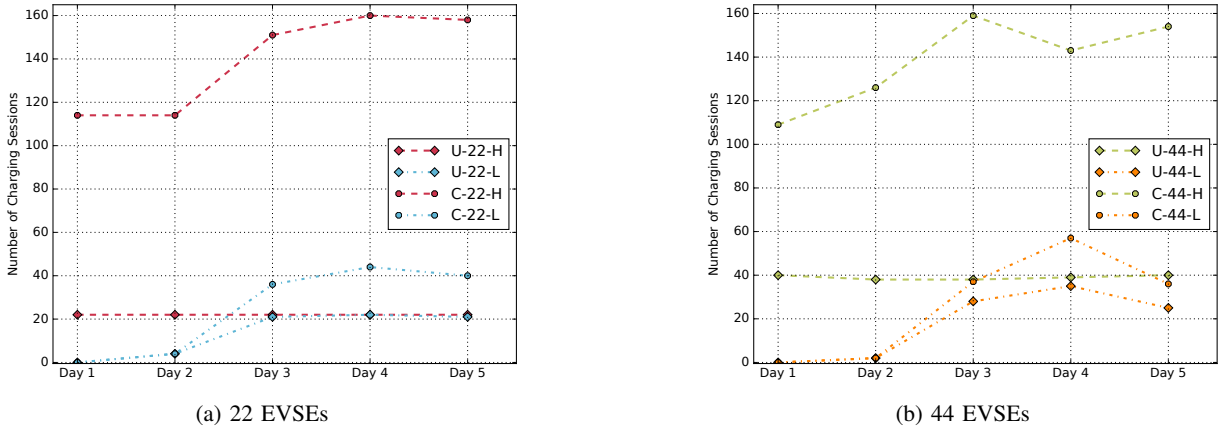 160
140
120
100
80
60
40
20
0
Number of Charging Sessions
U-22-H
U-22-L
C-22-H
C-22-L
Day 1 Day 2 Day 3 Day 4 Day 5
(a) 22 EVSEs
160
140
120
100
80
60
40
20
0
Number of Charging Sessions
U-44-H
U-44-L
C-44-H
C-44-L
Day 1 Day 2 Day 3 Day 4 Day 5
(b) 44 EVSEs